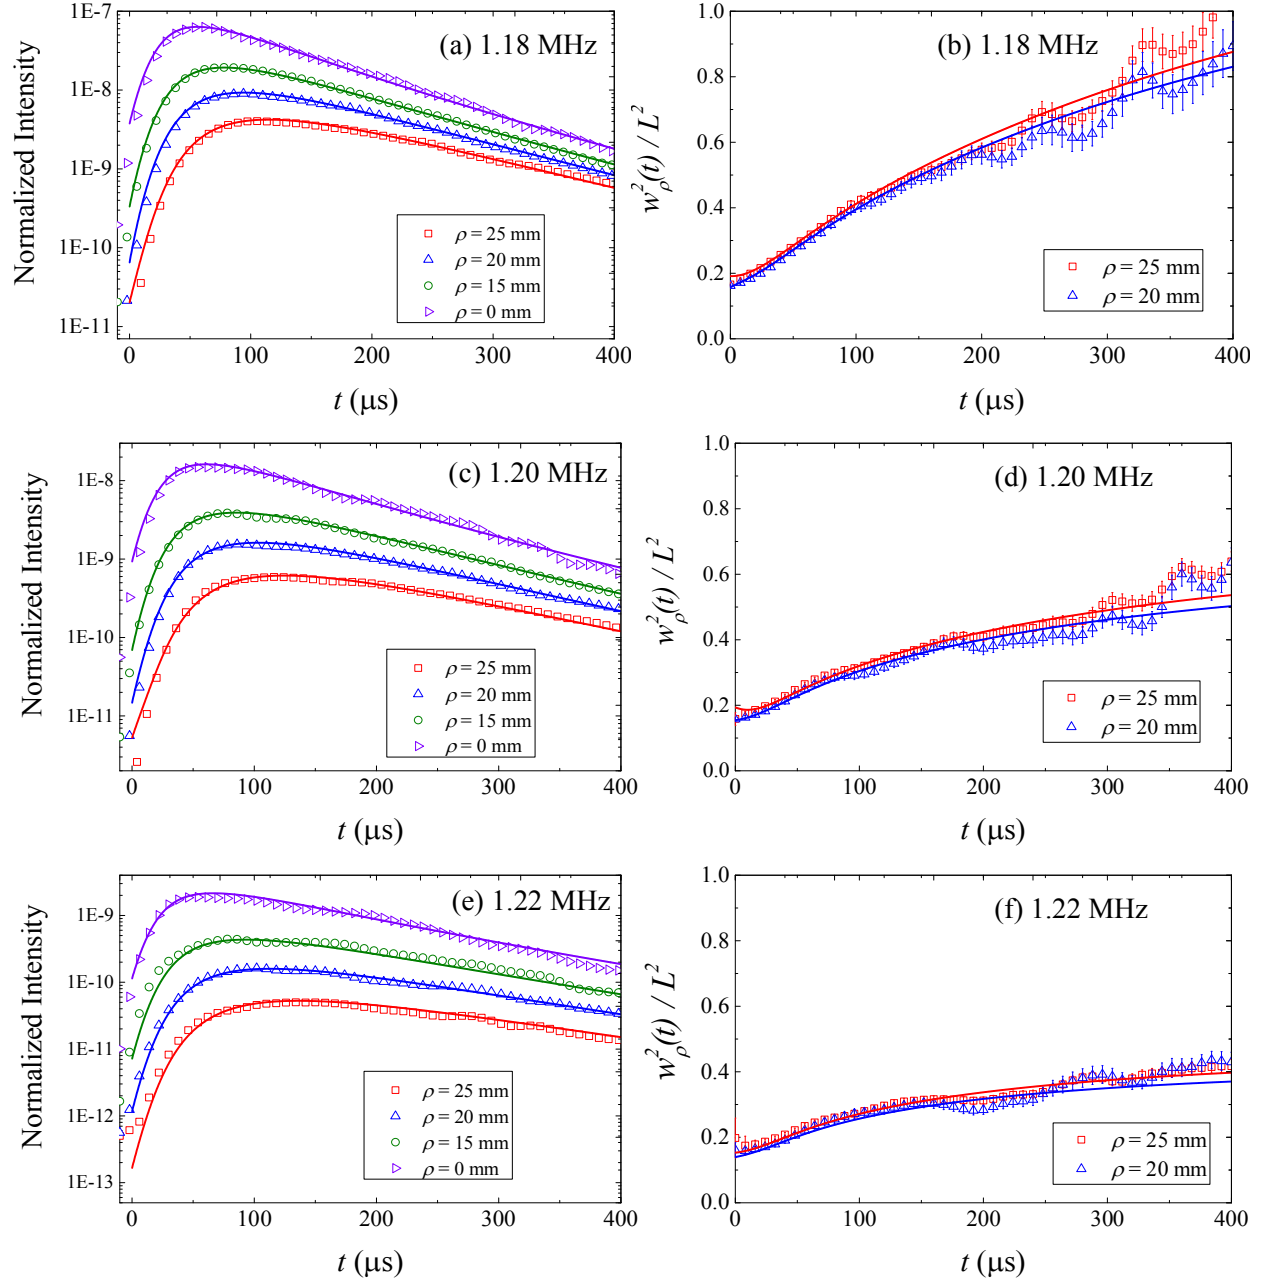 (a) 1.18 MHz
Normalized Intensity
1E-7
1E-8
1E-9
1E-10
1E-11
ρ = 25 mm
ρ = 20 mm
ρ = 15 mm
ρ = 0 mm
0 100 200 300 400
t (μs)
(b) 1.18 MHz
w²ρ(t) / L²
1.0
0.8
0.6
0.4
0.2
0.0
ρ = 25 mm
ρ = 20 mm
0 100 200 300 400
t (μs)
(c) 1.20 MHz
Normalized Intensity
1E-8
1E-9
1E-10
1E-11
ρ = 25 mm
ρ = 20 mm
ρ = 15 mm
ρ = 0 mm
0 100 200 300 400
t (μs)
(d) 1.20 MHz
w²ρ(t) / L²
1.0
0.8
0.6
0.4
0.2
0.0
ρ = 25 mm
ρ = 20 mm
0 100 200 300 400
t (μs)
(e) 1.22 MHz
Normalized Intensity
1E-9
1E-10
1E-11
1E-12
1E-13
ρ = 25 mm
ρ = 20 mm
ρ = 15 mm
ρ = 0 mm
0 100 200 300 400
t (μs)
(f) 1.22 MHz
w²ρ(t) / L²
1.0
0.8
0.6
0.4
0.2
0.0
ρ = 25 mm
ρ = 20 mm
0 100 200 300 400
t (μs)